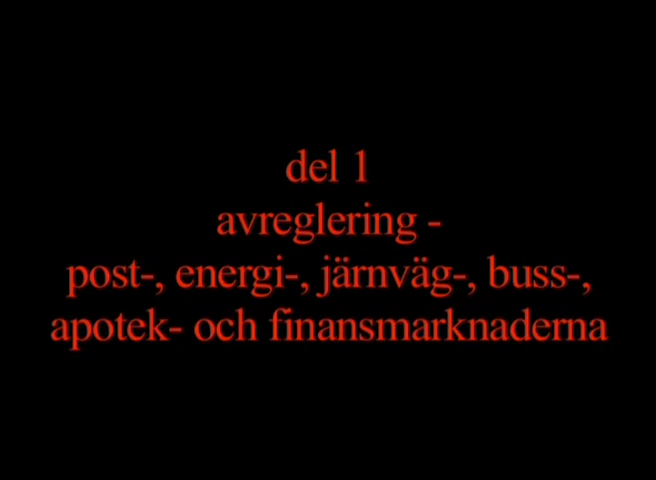 del 1
avreglering -
post-, energi-, järnväg-, buss-,
apotek- och finansmarknaderna